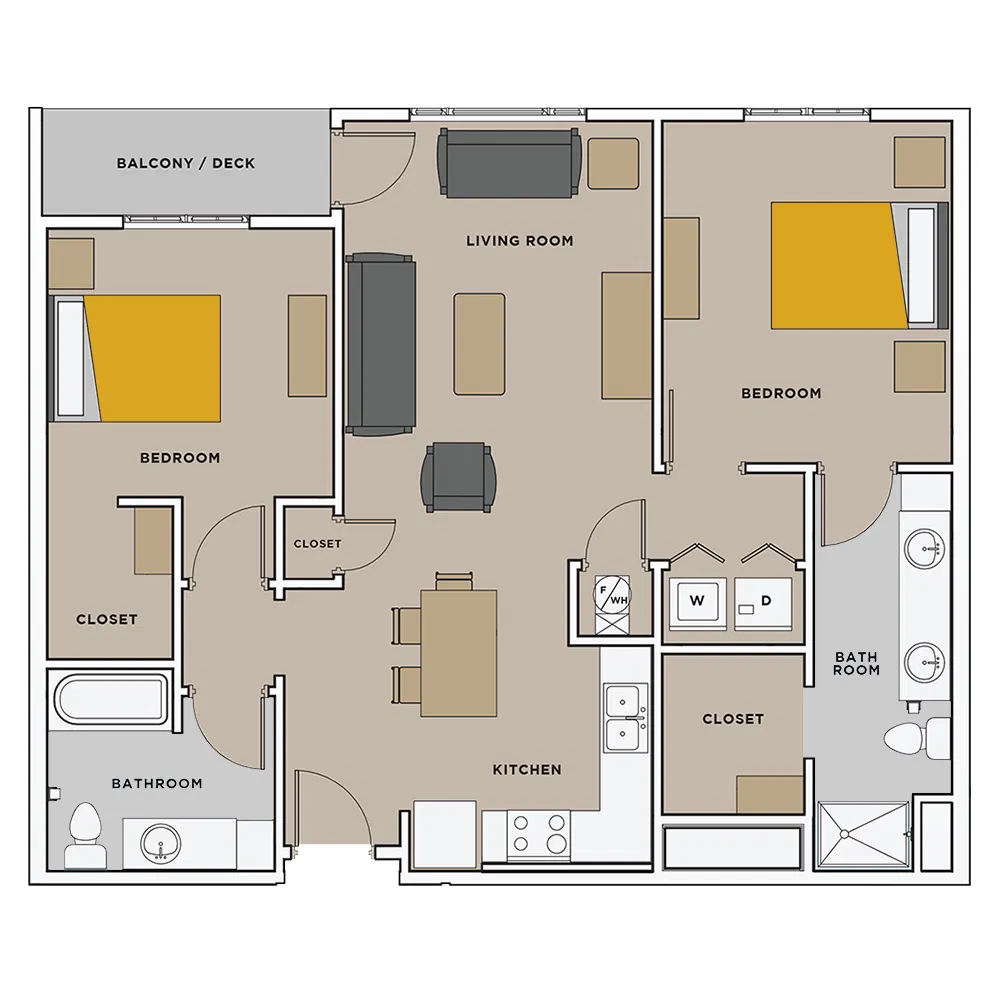 BALCONY / DECK
LIVING ROOM
BEDROOM
BEDROOM
CLOSET
CLOSET
F/WH
W
D
BATH
ROOM
CLOSET
KITCHEN
BATHROOM